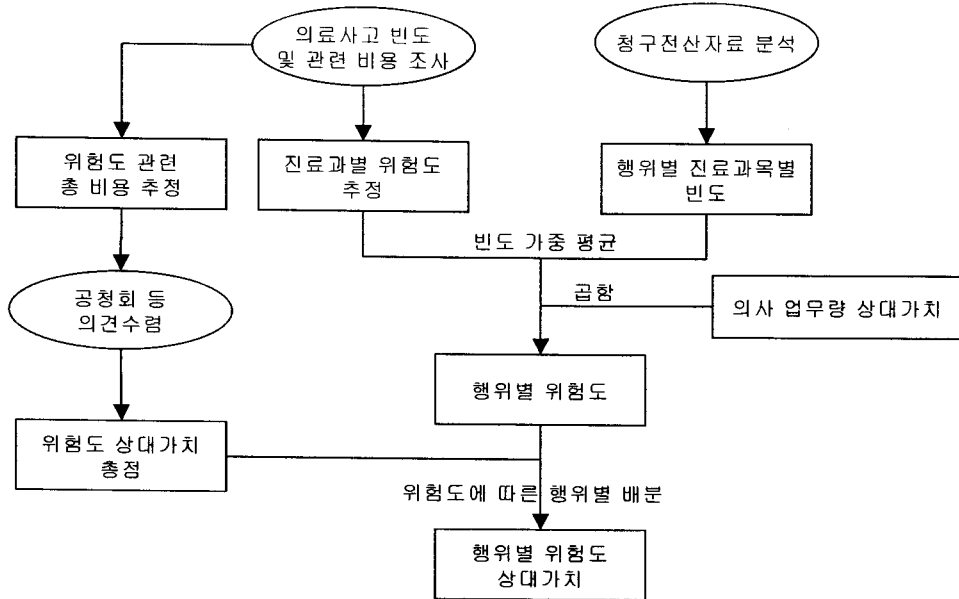 의료사고 빈도
및 관련 비용 조사
청구전산자료 분석
위험도 관련
총 비용 추정
진료과별 위험도
추정
행위별 진료과목별
빈도
빈도 가중 평균
공청회 등
의견수렴
곱함
의사 업무량 상대가치
행위별 위험도
위험도 상대가치
총점
위험도에 따른 행위별 배분
행위별 위험도
상대가치